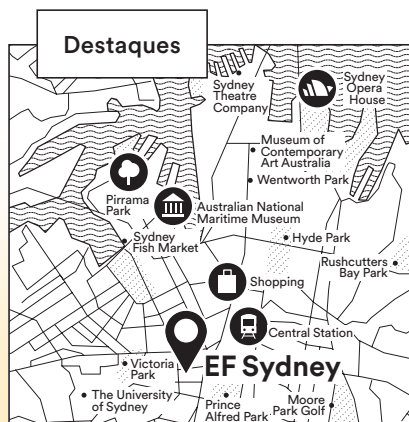 Destaques
Sydney
Theatre
Company
Sydney
Opera
House
Museum of
Contemporary
Art Australia
Wentworth Park
Pirrama
Park
Australian National
Maritime Museum
Sydney
Fish Market
Hyde Park
Rushcutters
Bay Park
Shopping
Central Station
EF Sydney
Victoria
Park
The University
of Sydney
Prince
Alfred Park
Moore
Park Golf